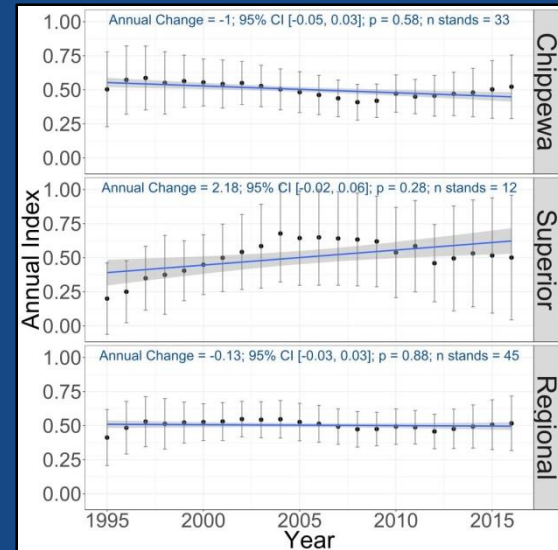 Annual Change = -1; 95% CI [-0.05, 0.03]; p = 0.58; n stands = 33
1.00
0.75
0.50
0.25
0.00
Chippewa
Annual Change = 2.18; 95% CI [-0.02, 0.06]; p = 0.28; n stands = 12
1.00
0.75
0.50
0.25
0.00
Superior
Annual Index
Annual Change = -0.13; 95% CI [-0.03, 0.03]; p = 0.88; n stands = 45
1.00
0.75
0.50
0.25
0.00
Regional
1995 2000 2005 2010 2015
Year